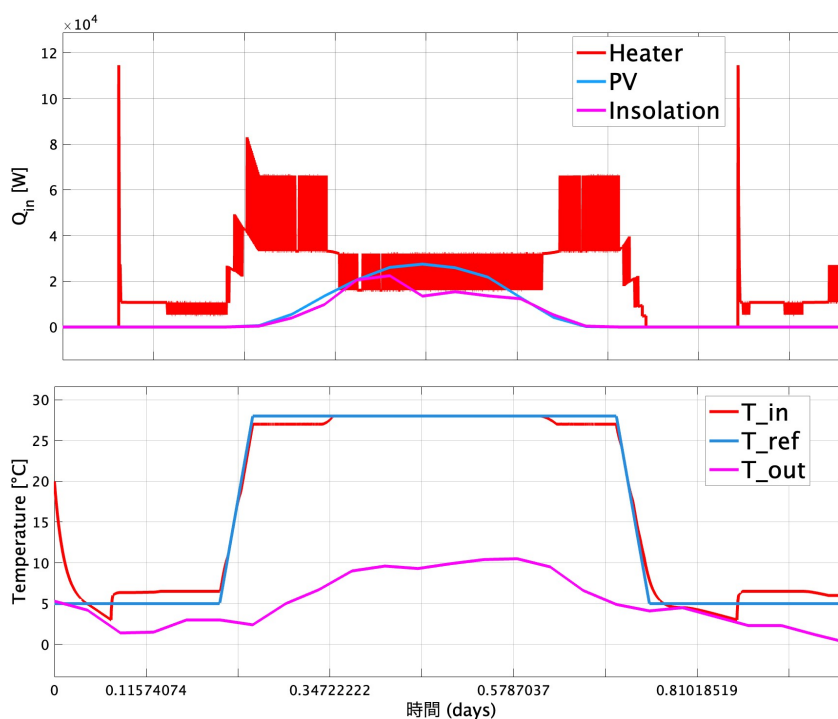 ×10⁴
12
10
8
6
4
2
0
Q_in [W]
Heater
PV
Insolation
30
25
20
15
10
5
0
Temperature [°C]
T_in
T_ref
T_out
0 0.11574074 0.34722222 0.5787037 0.81018519
時間 (days)